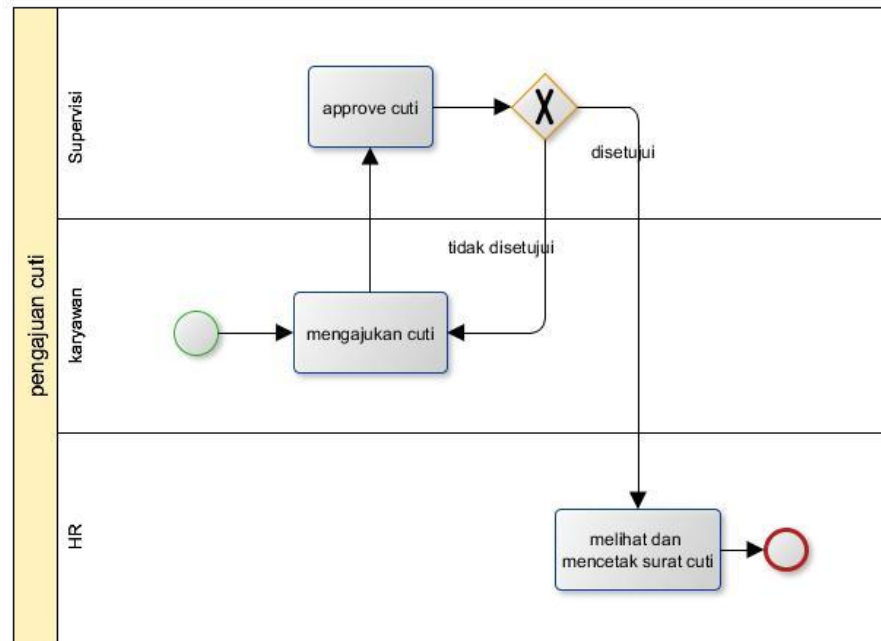 pengajuan cuti
Supervisi
approve cuti
disetujui
tidak disetujui
karyawan
mengajukan cuti
HR
melihat dan
mencetak surat cuti